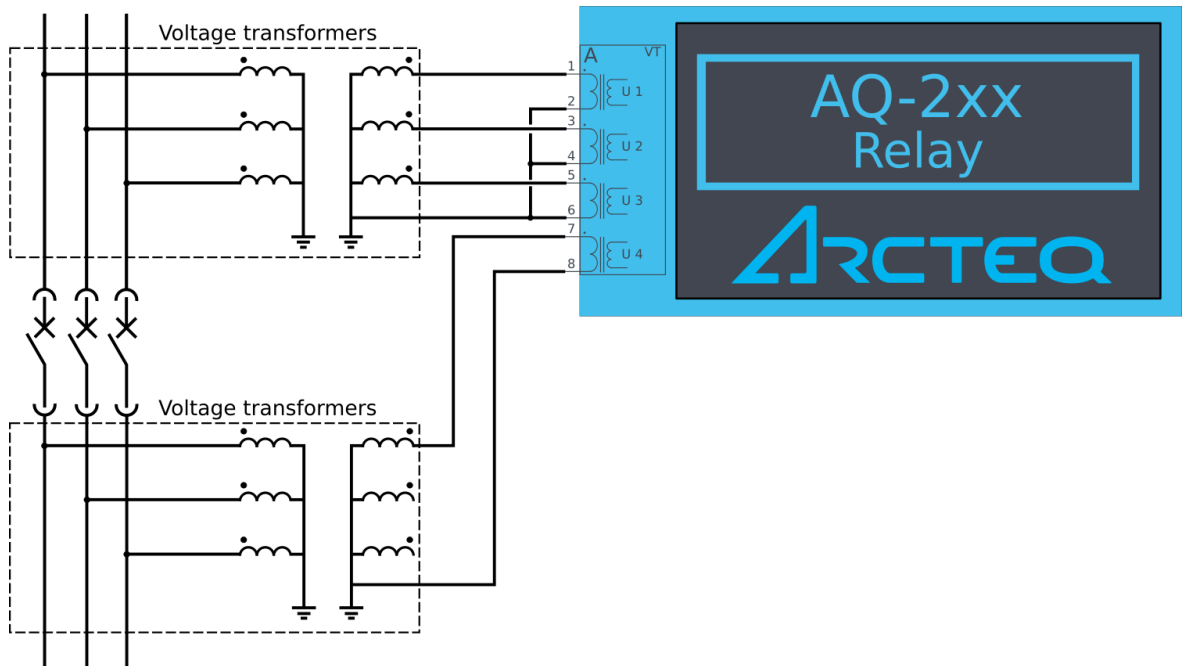 Voltage transformers
A VT
1
U 1
2
3
U 2
4
5
U 3
6
7
U 4
8
AQ-2xx
Relay
ARCTEQ
Voltage transformers